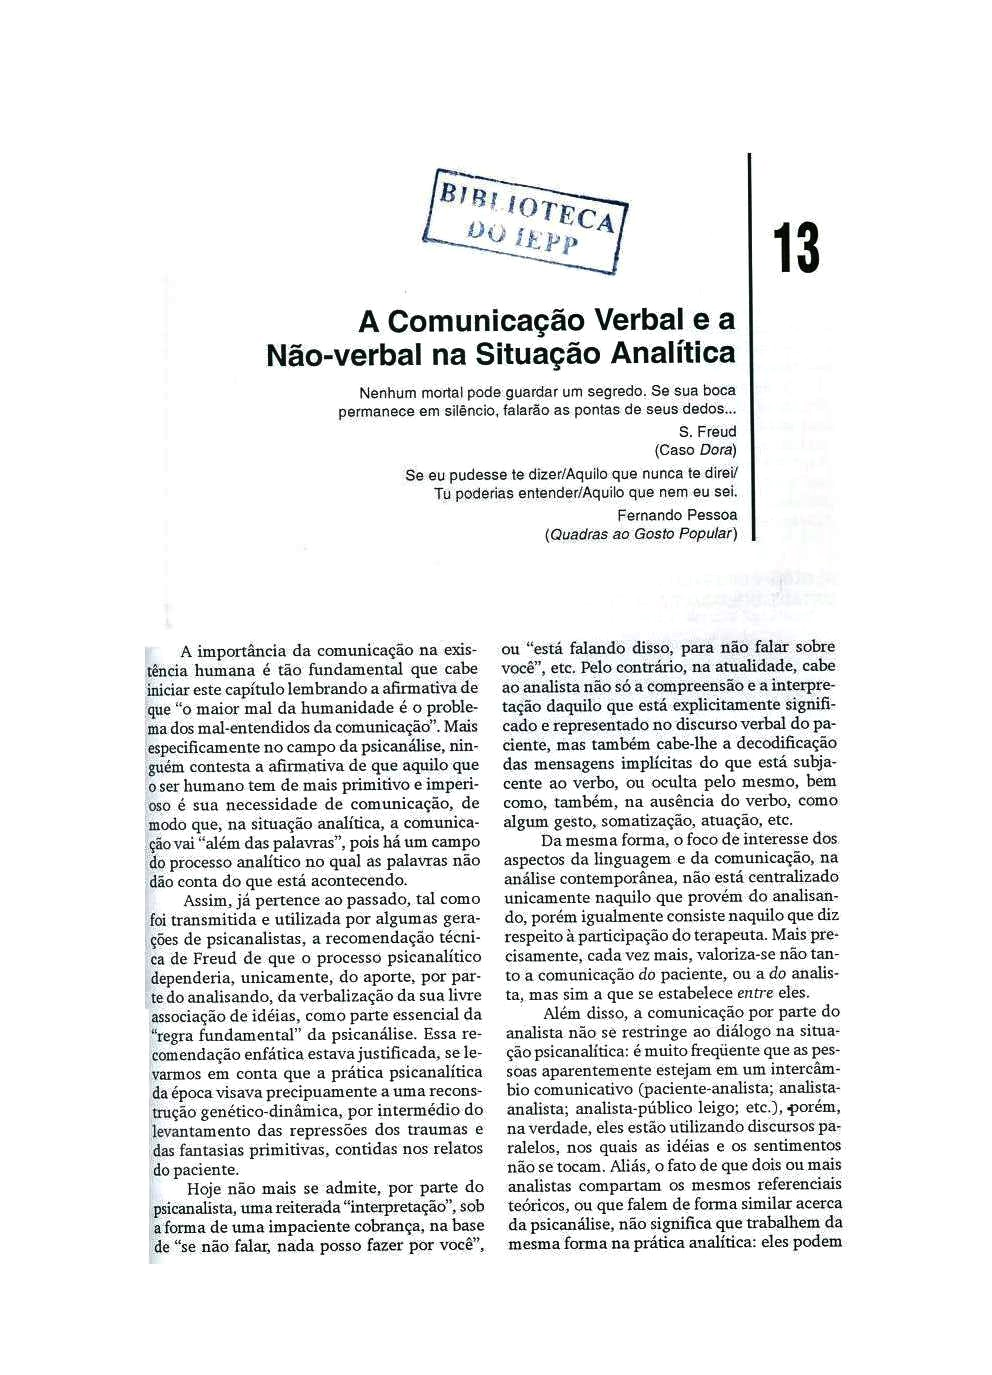 BIBLIOTECA
DO IEPP
13
A Comunicação Verbal e a
Não-verbal na Situação Analítica
Nenhum mortal pode guardar um segredo. Se sua boca
permanece em silêncio, falarão as pontas de seus dedos...
S. Freud
(Caso Dora)
Se eu pudesse te dizer/Aquilo que nunca te direi/
Tu poderias entender/Aquilo que nem eu sei.
Fernando Pessoa
(Quadras ao Gosto Popular)
A importância da comunicação na exis-
tência humana é tão fundamental que cabe
iniciar este capítulo lembrando a afirmativa de
que “o maior mal da humanidade é o proble-
ma dos mal-entendidos da comunicação”. Mais
especificamente no campo da psicanálise, nin-
guém contesta a afirmativa de que aquilo que
o ser humano tem de mais primitivo e imperi-
oso é sua necessidade de comunicação, de
modo que, na situação analítica, a comunica-
ção vai “além das palavras”, pois há um campo
do processo analítico no qual as palavras não
dão conta do que está acontecendo.
Assim, já pertence ao passado, tal como
foi transmitida e utilizada por algumas gera-
ções de psicanalistas, a recomendação técni-
ca de Freud de que o processo psicanalítico
dependeria, unicamente, do aporte, por par-
te do analisando, da verbalização da sua livre
associação de idéias, como parte essencial da
“regra fundamental” da psicanálise. Essa re-
comendação enfática estava justificada, se le-
varmos em conta que a prática psicanalítica
da época visava precipuamente a uma recons-
trução genético-dinâmica, por intermédio do
levantamento das repressões dos traumas e
das fantasias primitivas, contidas nos relatos
do paciente.
Hoje não mais se admite, por parte do
psicanalista, uma reiterada “interpretação”, sob
a forma de uma impaciente cobrança, na base
de “se não falar, nada posso fazer por você”,
ou “está falando disso, para não falar sobre
você”, etc. Pelo contrário, na atualidade, cabe
ao analista não só a compreensão e a interpre-
tação daquilo que está explicitamente signifi-
cado e representado no discurso verbal do pa-
ciente, mas também cabe-lhe a decodificação
das mensagens implícitas do que está subja-
cente ao verbo, ou oculta pelo mesmo, bem
como, também, na ausência do verbo, como
algum gesto, somatização, atuação, etc.
Da mesma forma, o foco de interesse dos
aspectos da linguagem e da comunicação, na
análise contemporânea, não está centralizado
unicamente naquilo que provém do analisan-
do, porém igualmente consiste naquilo que diz
respeito à participação do terapeuta. Mais pre-
cisamente, cada vez mais, valoriza-se não tan-
to a comunicação do paciente, ou a do analis-
ta, mas sim a que se estabelece entre eles.
Além disso, a comunicação por parte do
analista não se restringe ao diálogo na situa-
ção psicanalítica: é muito freqüente que as pes-
soas aparentemente estejam em um intercâm-
bio comunicativo (paciente-analista; analista-
analista; analista-público leigo; etc.), porém,
na verdade, eles estão utilizando discursos pa-
ralelos, nos quais as idéias e os sentimentos
não se tocam. Aliás, o fato de que dois ou mais
analistas compartam os mesmos referenciais
teóricos, ou que falem de forma similar acerca
da psicanálise, não significa que trabalhem da
mesma forma na prática analítica: eles podem